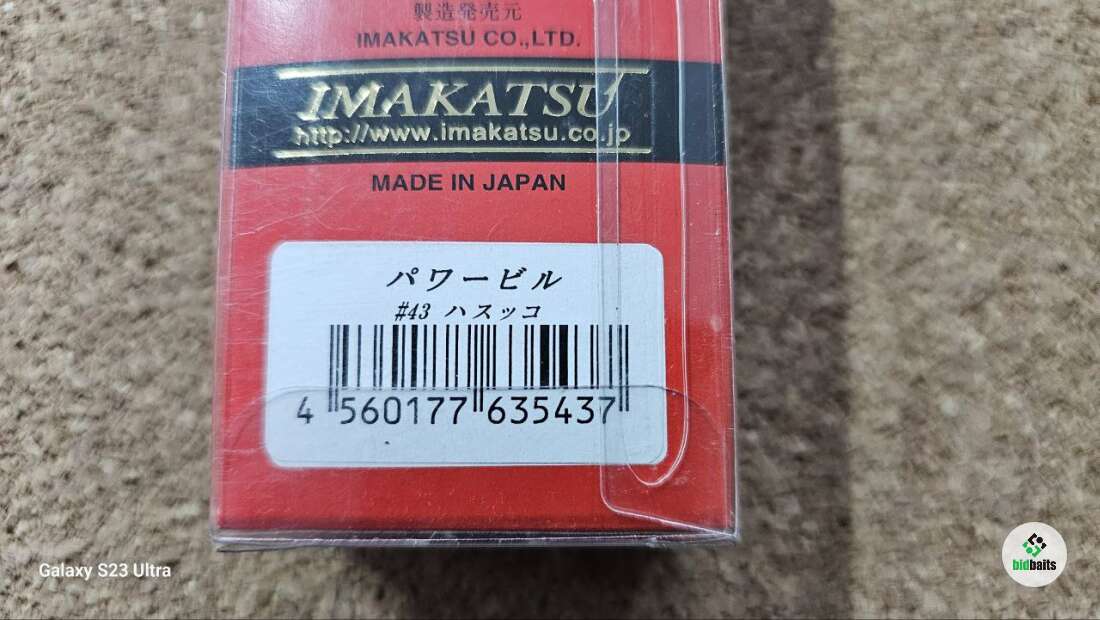 製造発売元
IMAKATSU CO.,LTD.
IMAKATSU
http://www.imakatsu.co.jp
MADE IN JAPAN
パワービル
#43 ハスッコ
4 560177 635437
Galaxy S23 Ultra
bidbaits